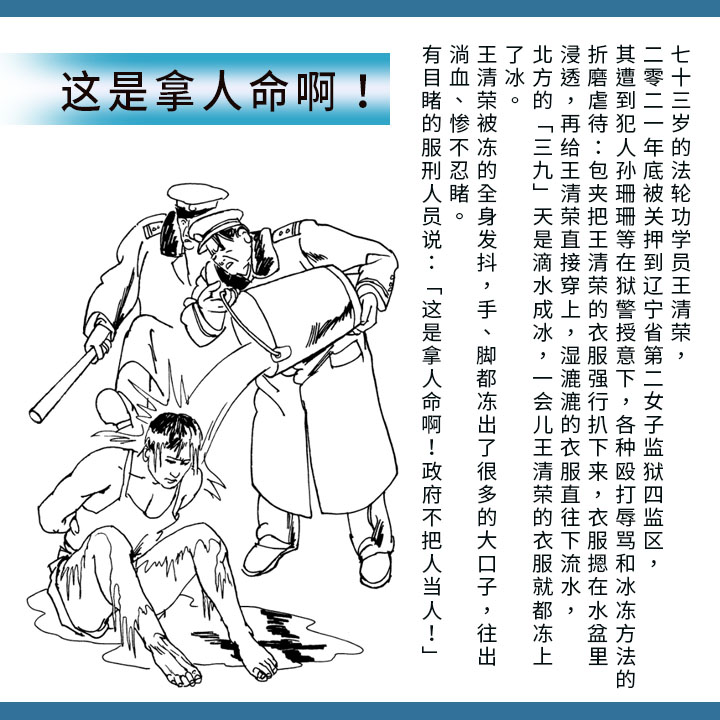 这是拿人命啊！
七十三岁的法轮功学员王清荣，
二零二一年底被关押到辽宁省第二女子监狱四监区，
其遭到犯人孙珊珊等在狱警授意下，各种殴打辱骂和冰冻方法的
折磨虐待：包夹把王清荣的衣服强行扒下来，衣服摁在水盆里
浸透，再给王清荣直接穿上，湿漉漉的衣服直往下流水，
北方的「三九」天是滴水成冰，一会儿王清荣的衣服就都冻上
了冰。
王清荣被冻的全身发抖，手、脚都冻出了很多的大口子，往出
淌血、惨不忍睹。
有目睹的服刑人员说：「这是拿人命啊！政府不把人当人！」